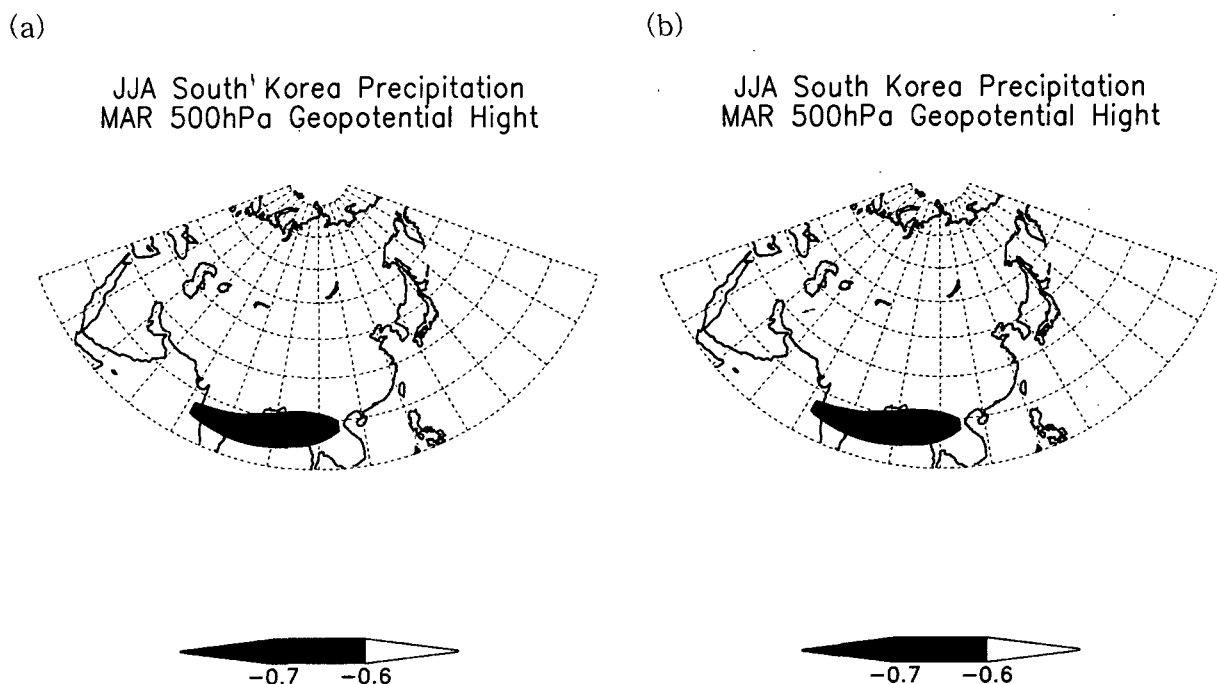 (a)
JJA South Korea Precipitation
MAR 500hPa Geopotential Hight
-0.7 -0.6
(b)
JJA South Korea Precipitation
MAR 500hPa Geopotential Hight
-0.7 -0.6